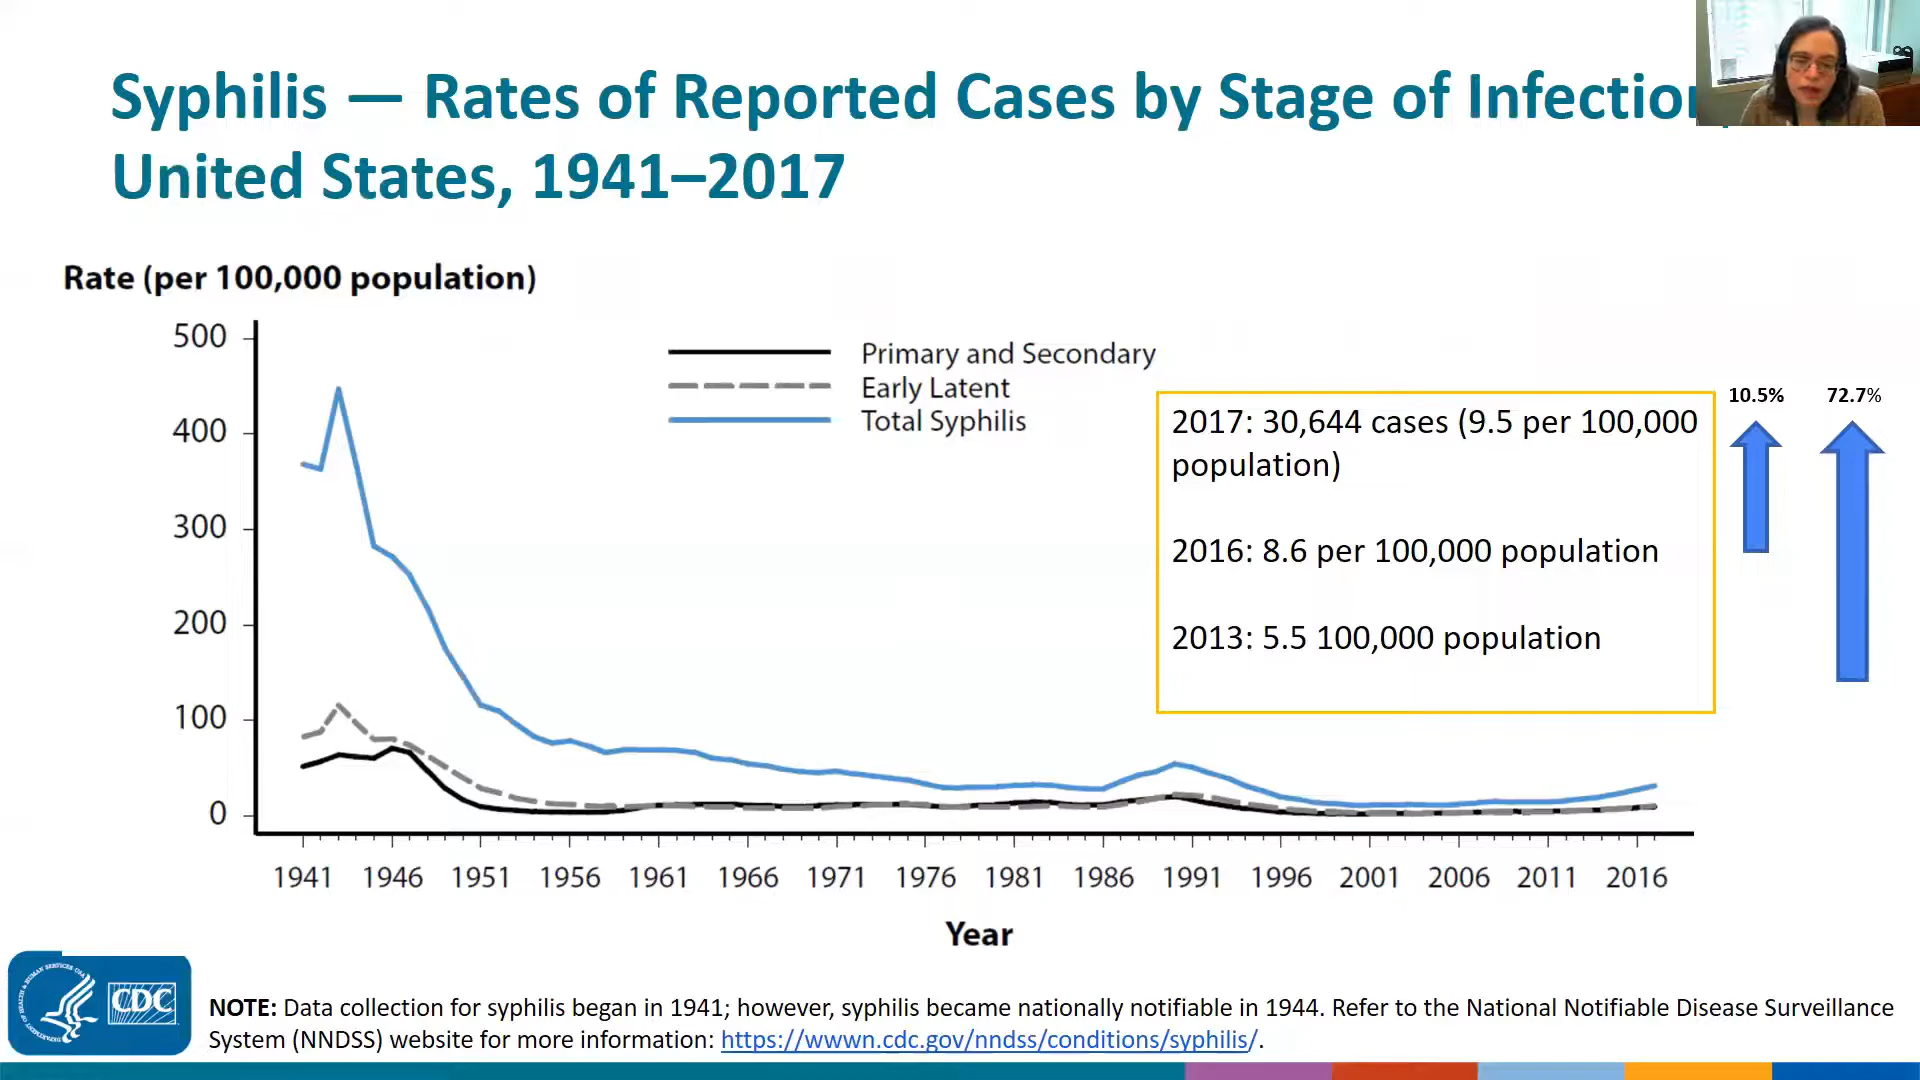 Syphilis — Rates of Reported Cases by Stage of Infection,
United States, 1941–2017
Rate (per 100,000 population)
500
400
300
200
100
0
Primary and Secondary
Early Latent
Total Syphilis
2017: 30,644 cases (9.5 per 100,000
population)
2016: 8.6 per 100,000 population
2013: 5.5 100,000 population
10.5%
72.7%
1941 1946 1951 1956 1961 1966 1971 1976 1981 1986 1991 1996 2001 2006 2011 2016
Year
CDC
NOTE: Data collection for syphilis began in 1941; however, syphilis became nationally notifiable in 1944. Refer to the National Notifiable Disease Surveillance
System (NNDSS) website for more information: https://wwwn.cdc.gov/nndss/conditions/syphilis/.